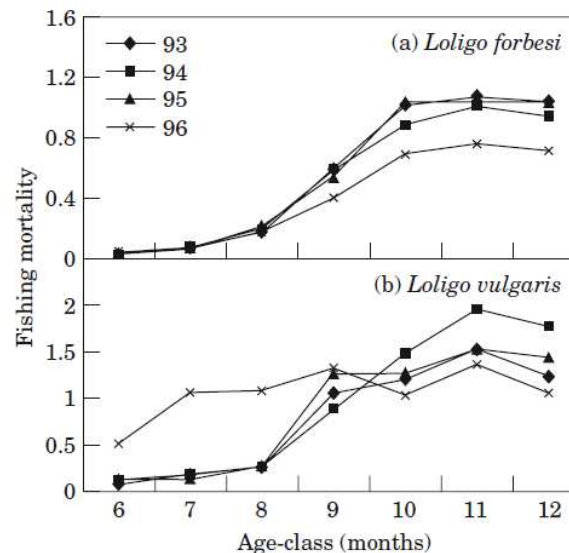 1.6
(a) Loligo forbesi
93
94
95
96
1.2
0.8
0.4
0
Fishing mortality
(b) Loligo vulgaris
2
1.5
1
0.5
0
6 7 8 9 10 11 12
Age-class (months)